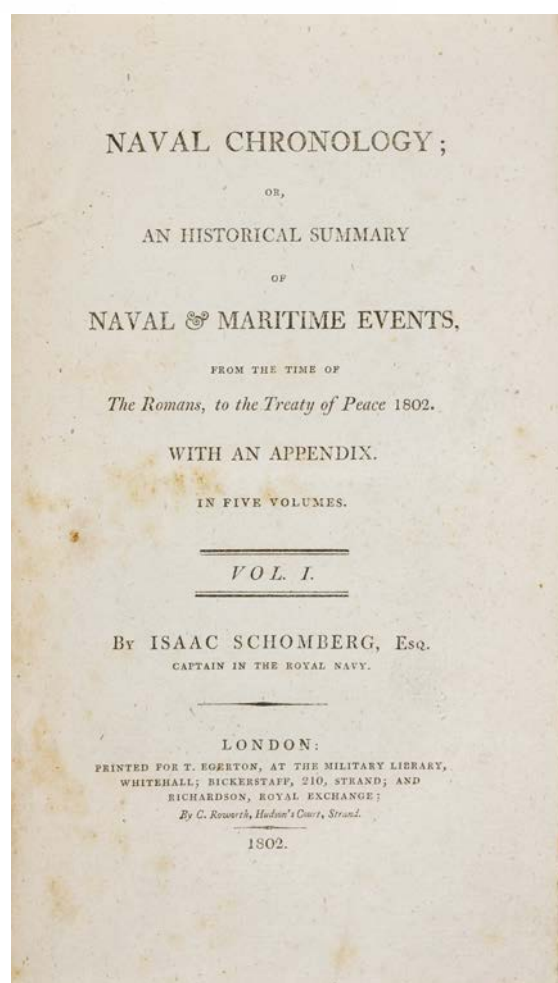 NAVAL CHRONOLOGY;
OR,
AN HISTORICAL SUMMARY
OF
NAVAL & MARITIME EVENTS,
FROM THE TIME OF
The Romans, to the Treaty of Peace 1802.
WITH AN APPENDIX.
IN FIVE VOLUMES.
VOL. I.
BY ISAAC SCHOMBERG, ESQ.
CAPTAIN IN THE ROYAL NAVY.
LONDON:
PRINTED FOR T. EGERTON, AT THE MILITARY LIBRARY,
WHITEHALL; BICKERSTAFF, 210, STRAND; AND
RICHARDSON, ROYAL EXCHANGE;
By C. Roworth, Hudson's Court, Strand.
1802.